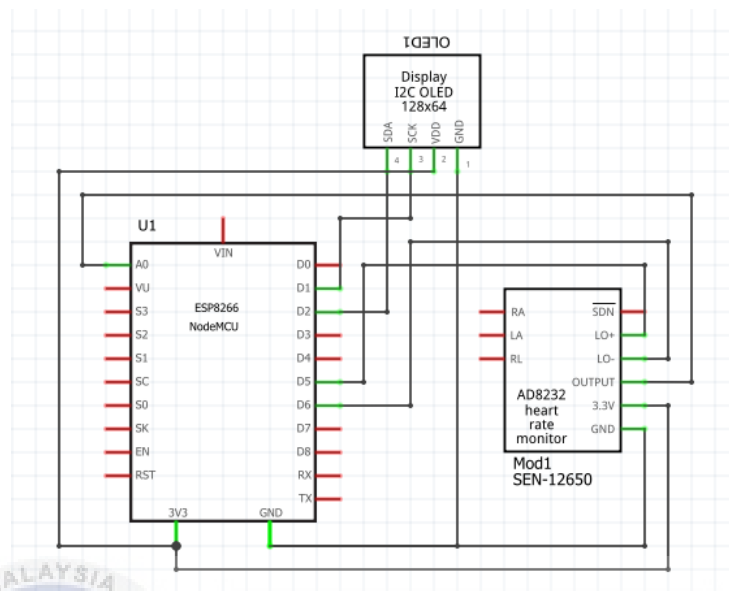 OLED1
Display
I2C OLED
128x64
SDA
SCK
VDD
GND
4
3
2
1
U1
VIN
A0
VU
S3
S2
S1
SC
S0
SK
EN
RST
ESP8266
NodeMCU
D0
D1
D2
D3
D4
D5
D6
D7
D8
RX
TX
3V3
GND
RA
LA
RL
SDN
LO+
LO-
OUTPUT
3.3V
GND
AD8232
heart
rate
monitor
Mod1
SEN-12650
ALAYSIA